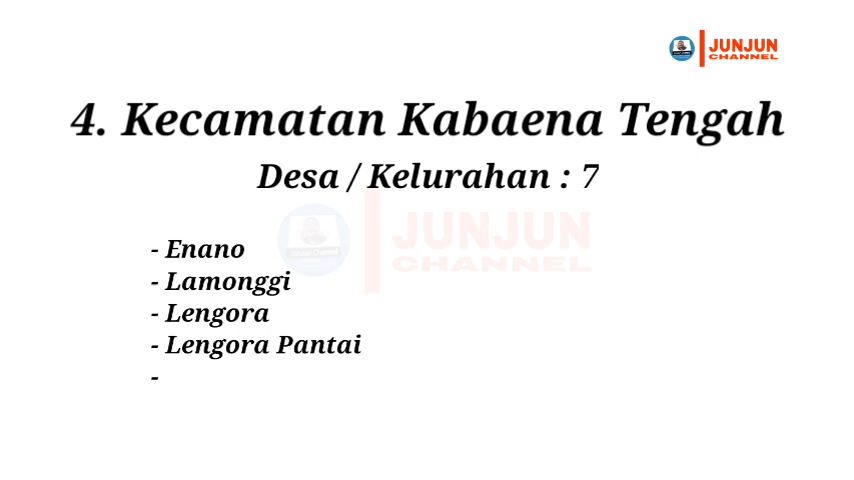 JUNJUN
CHANNEL
4. Kecamatan Kabaena Tengah
Desa / Kelurahan : 7
JUNJUN
CHANNEL
- Enano
- Lamonggi
- Lengora
- Lengora Pantai
-